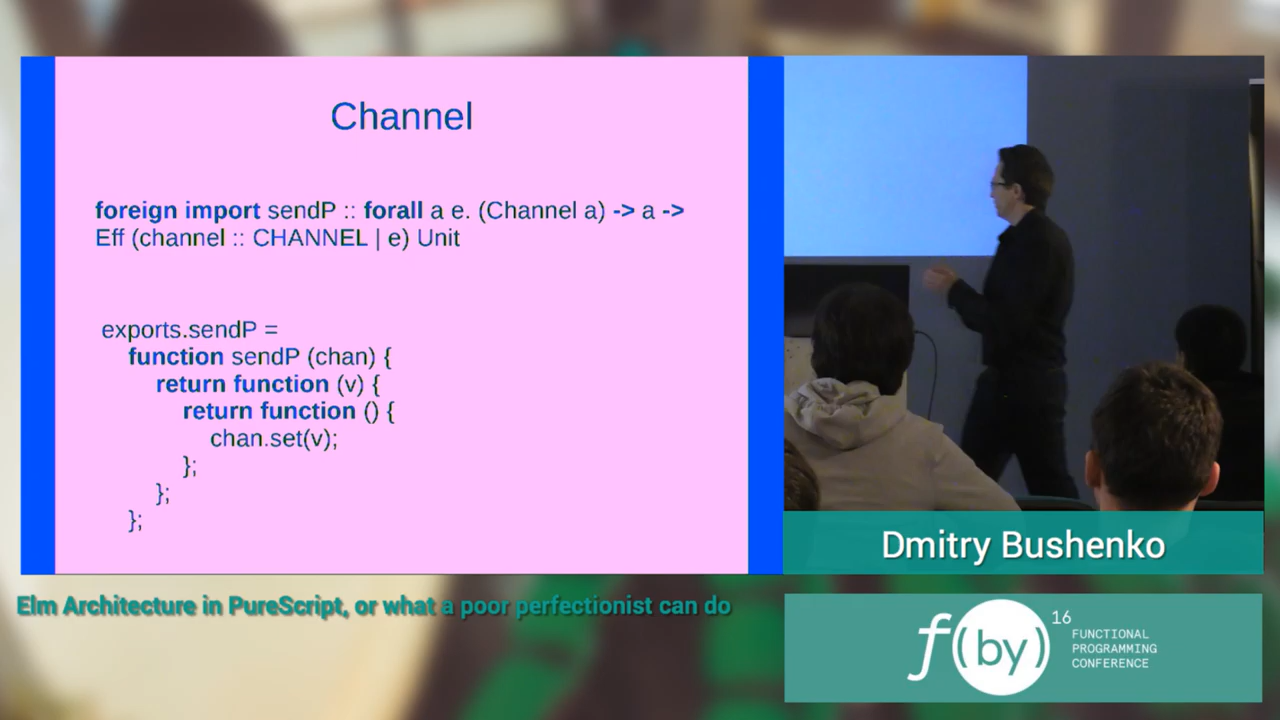 Channel
foreign import sendP :: forall a e. (Channel a) -> a ->
Eff (channel :: CHANNEL | e) Unit
exports.sendP =
function sendP (chan) {
return function (v) {
return function () {
chan.set(v);
};
};
};
Dmitry Bushenko
Elm Architecture in PureScript, or what a poor perfectionist can do
f(by) 16
FUNCTIONAL
PROGRAMMING
CONFERENCE